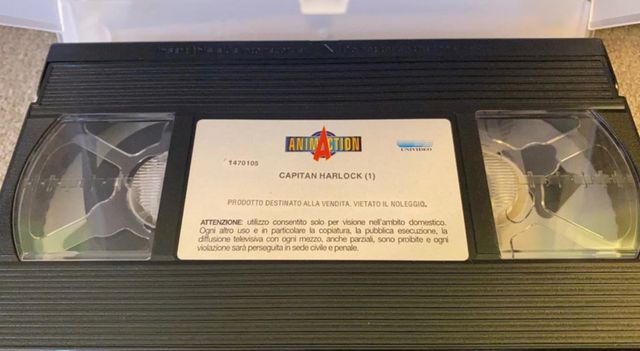 ANIMACTION
UNIVIDEO
1470105
CAPITAN HARLOCK (1)
PRODOTTO DESTINATO ALLA VENDITA. VIETATO IL NOLEGGIO.
ATTENZIONE: utilizzo consentito solo per visione nell'ambito domestico.
Ogni altro uso e in particolare la copiatura, la pubblica esecuzione, la
diffusione televisiva con ogni mezzo, anche parziali, sono proibite e ogni
violazione sarà perseguita in sede civile e penale.